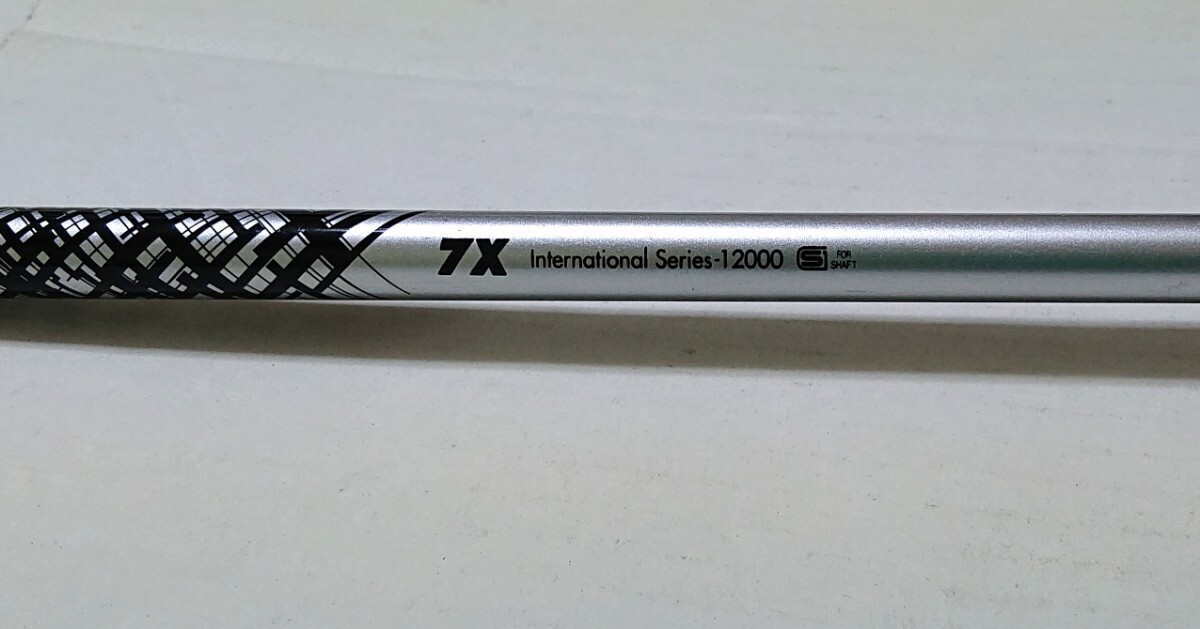 7X International Series-12000 S FOR
SHAFT